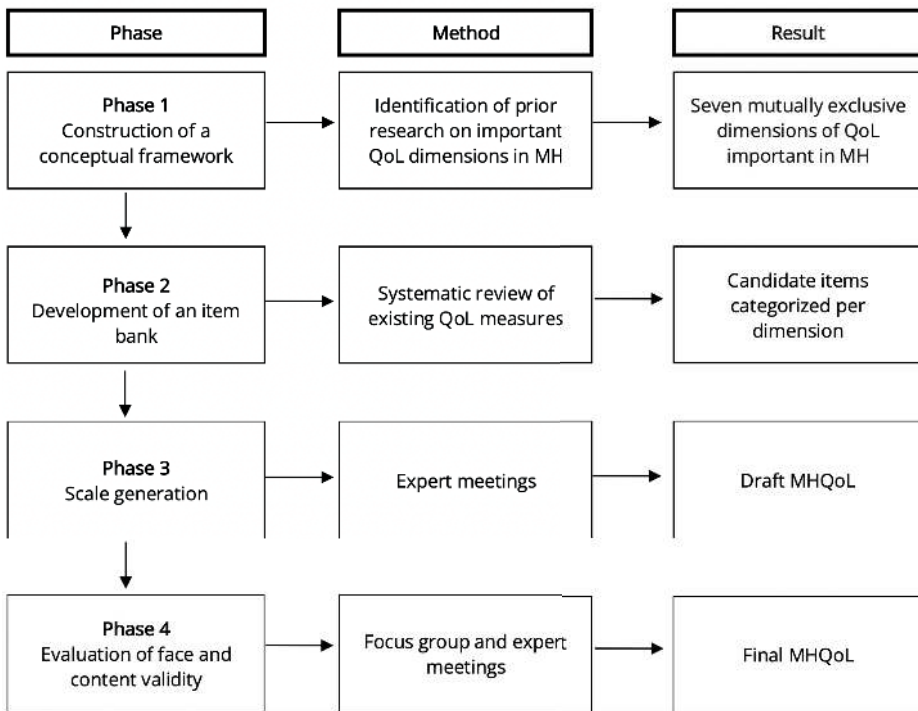 Phase
Method
Result
Phase 1
Construction of a
conceptual framework
Identification of prior
research on important
QoL dimensions in MH
Seven mutually exclusive
dimensions of QoL
important in MH
Phase 2
Development of an item
bank
Systematic review of
existing QoL measures
Candidate items
categorized per
dimension
Phase 3
Scale generation
Expert meetings
Draft MHQoL
Phase 4
Evaluation of face and
content validity
Focus group and expert
meetings
Final MHQoL